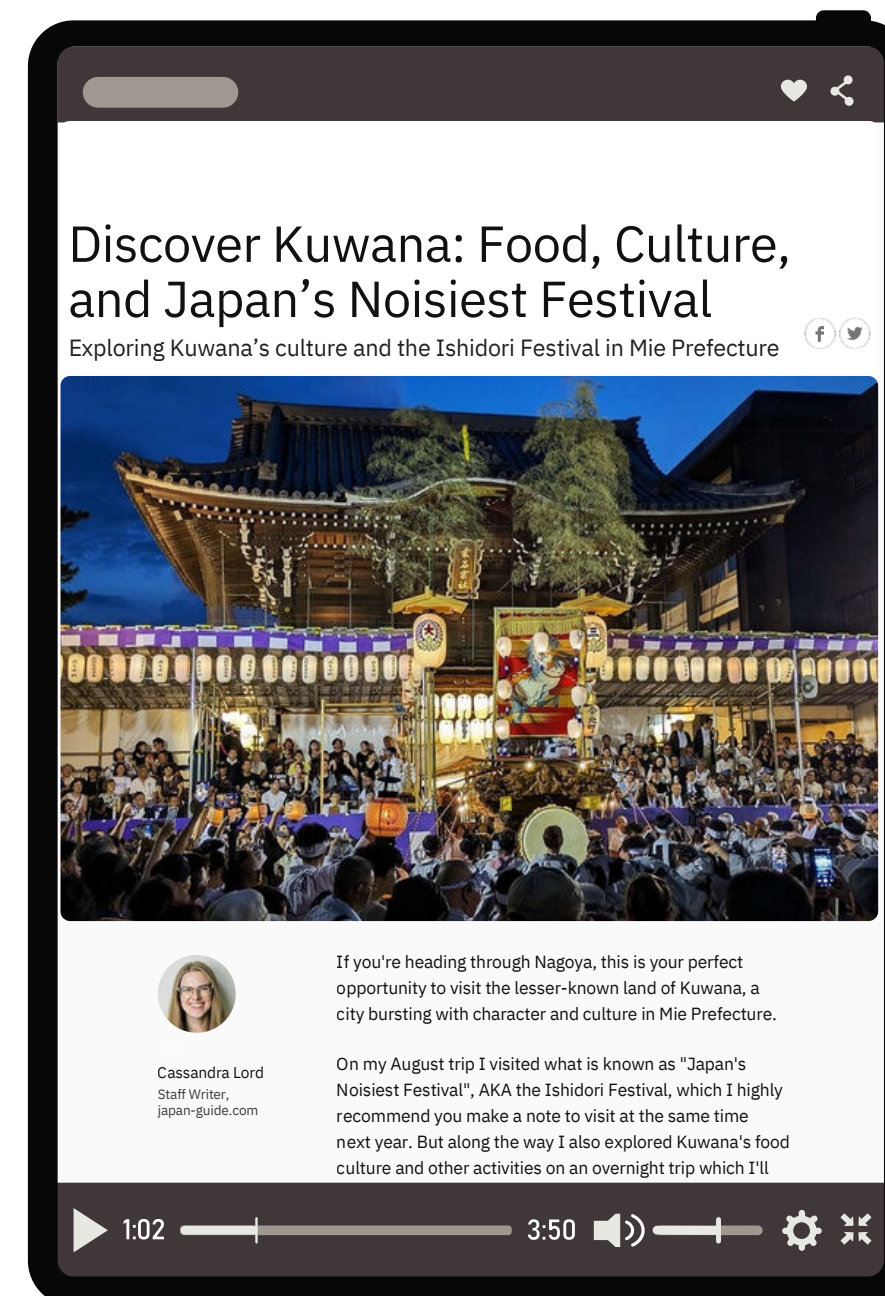 Discover Kuwana: Food, Culture,
and Japan’s Noisiest Festival
Exploring Kuwana’s culture and the Ishidori Festival in Mie Prefecture
大
三
If you're heading through Nagoya, this is your perfect
opportunity to visit the lesser-known land of Kuwana, a
city bursting with character and culture in Mie Prefecture.
Cassandra Lord
Staff Writer,
japan-guide.com
On my August trip I visited what is known as "Japan's
Noisiest Festival", AKA the Ishidori Festival, which I highly
recommend you make a note to visit at the same time
next year. But along the way I also explored Kuwana's food
culture and other activities on an overnight trip which I'll
1:02
3:50